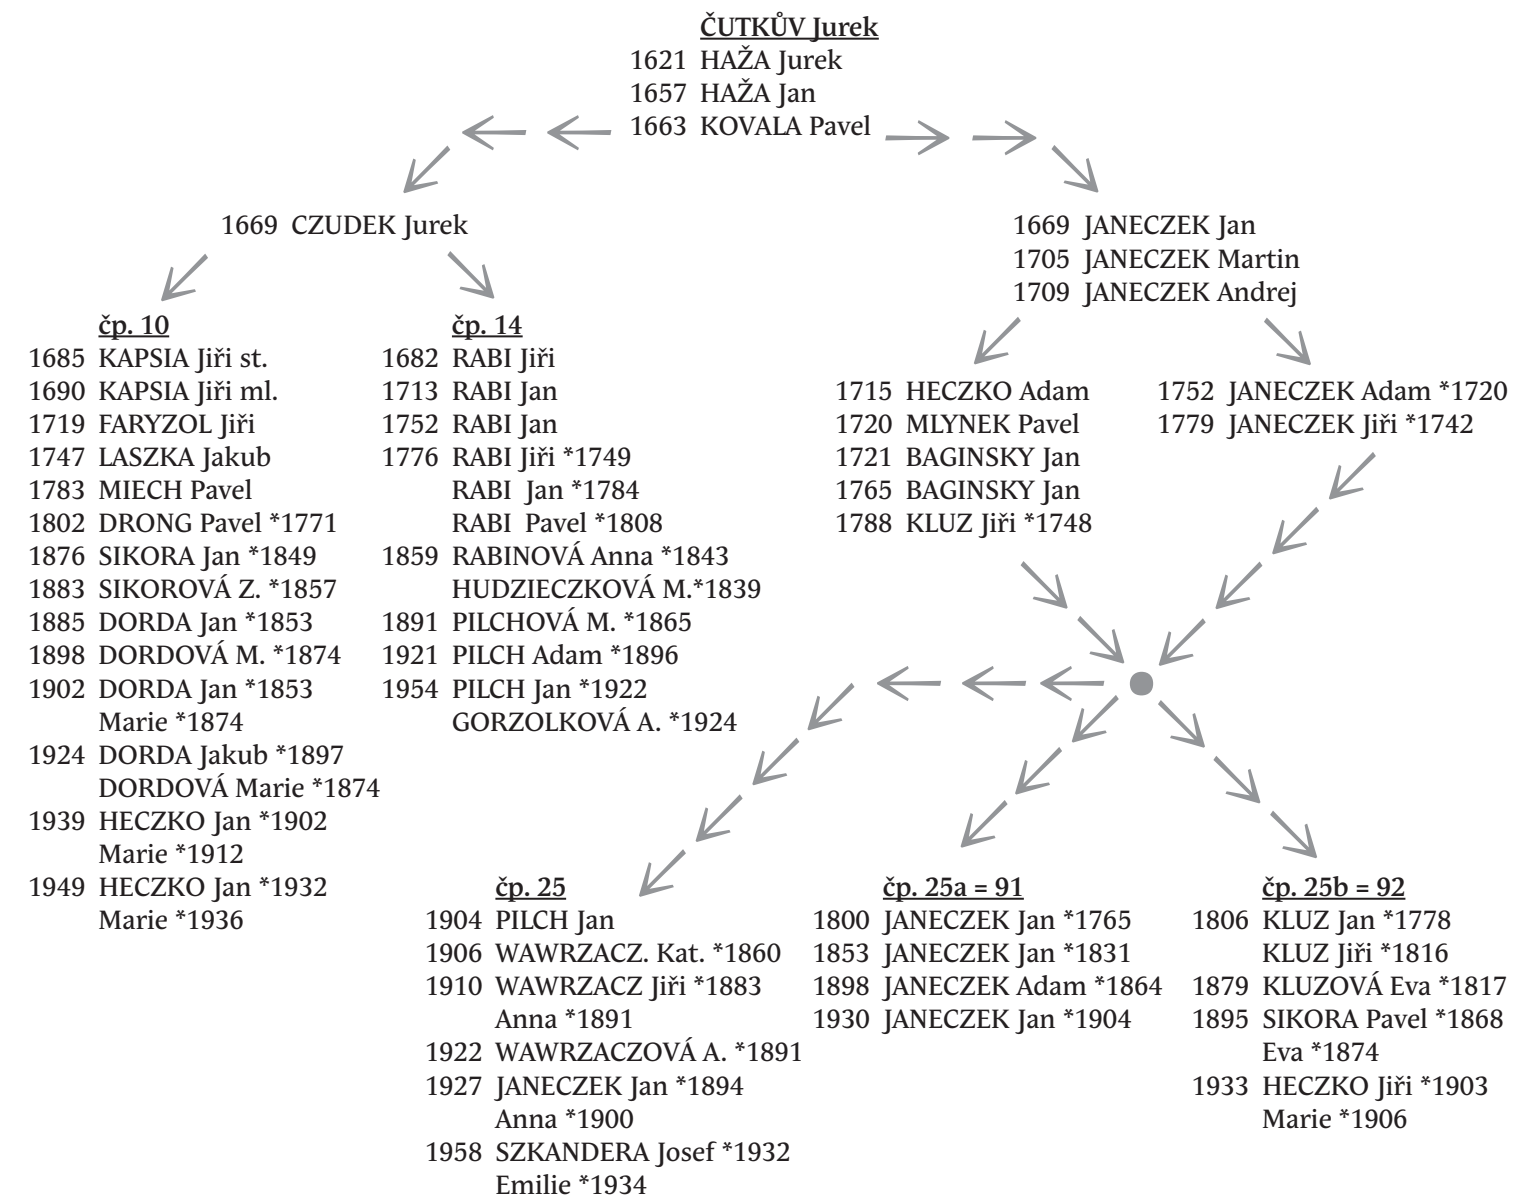 ČUTKŮV Jurek
1621 HAŽA Jurek
1657 HAŽA Jan
1663 KOVALA Pavel
1669 CZUDEK Jurek
1669 JANECZEK Jan
1705 JANECZEK Martin
1709 JANECZEK Andrej
čp. 10
1685 KAPSIA Jiři st.
1690 KAPSIA Jiři ml.
1719 FARYZOL Jiři
1747 LASZKA Jakub
1783 MIECH Pavel
1802 DRONG Pavel *1771
1876 SIKORA Jan *1849
1883 SIKOROVÁ Z. *1857
1885 DORDA Jan *1853
1898 DORDOVÁ M. *1874
1902 DORDA Jan *1853
Marie *1874
1924 DORDA Jakub *1897
DORDOVÁ Marie *1874
1939 HECZKO Jan *1902
Marie *1912
1949 HECZKO Jan *1932
Marie *1936
čp. 14
1682 RABI Jiři
1713 RABI Jan
1752 RABI Jan
1776 RABI Jiři *1749
RABI Jan *1784
RABI Pavel *1808
1859 RABINOVÁ Anna *1843
HUDZIECZKOVÁ M.*1839
1891 PILCHOVÁ M. *1865
1921 PILCH Adam *1896
1954 PILCH Jan *1922
GORZOLKOVÁ A. *1924
1715 HECZKO Adam
1720 MLYNEK Pavel
1721 BAGINSKY Jan
1765 BAGINSKY Jan
1788 KLUZ Jiři *1748
1752 JANECZEK Adam *1720
1779 JANECZEK Jiři *1742
čp. 25
1904 PILCH Jan
1906 WAWRZACZ. Kat. *1860
1910 WAWRZACZ Jiři *1883
Anna *1891
1922 WAWRZACZOVÁ A. *1891
1927 JANECZEK Jan *1894
Anna *1900
1958 SZKANDERA Josef *1932
Emilie *1934
čp. 25a = 91
1800 JANECZEK Jan *1765
1853 JANECZEK Jan *1831
1898 JANECZEK Adam *1864
1930 JANECZEK Jan *1904
čp. 25b = 92
1806 KLUZ Jan *1778
KLUZ Jiři *1816
1879 KLUZOVÁ Eva *1817
1895 SIKORA Pavel *1868
Eva *1874
1933 HECZKO Jiři *1903
Marie *1906